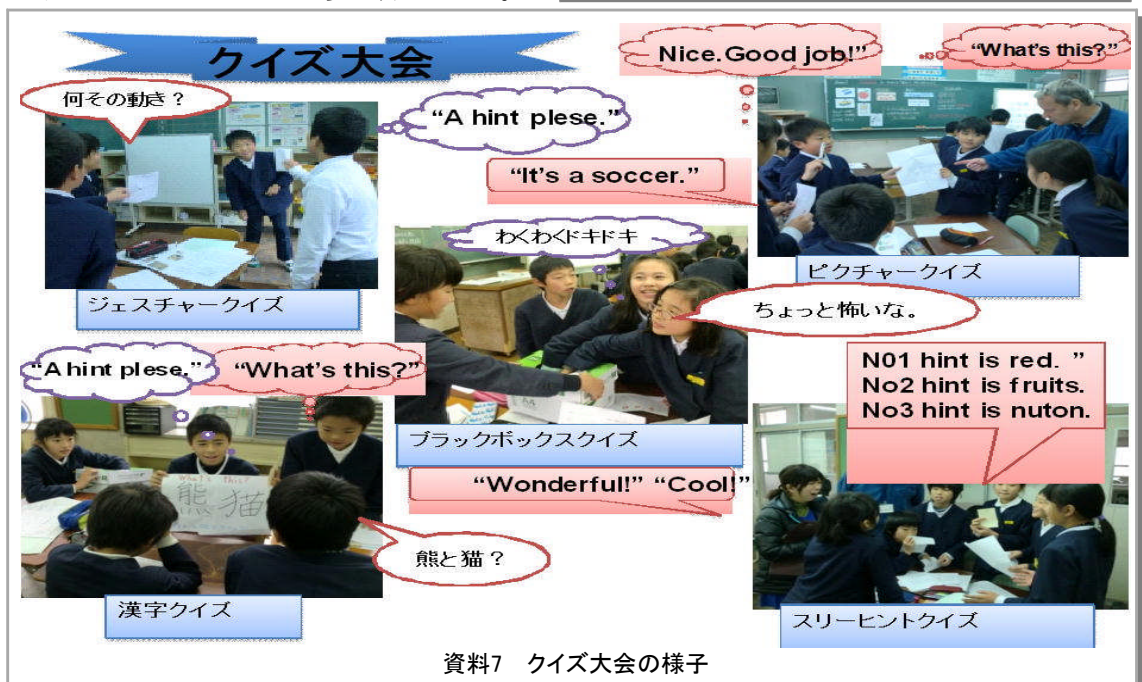 クイズ大会
Nice.Good job!”
“What's this?”
何その動き？
“A hint plese.”
“It's a soccer.”
わくわくドキドキ
ジェスチャークイズ
ピクチャークイズ
ちょっと怖いな。
“A hint plese.”
“What's this?”
N01 hint is red. ”
No2 hint is fruits.
No3 hint is nuton.
ブラックボックスクイズ
“Wonderful!” “Cool!”
What's this?
熊猫
熊と猫？
漢字クイズ
スリーヒントクイズ
資料7 クイズ大会の様子